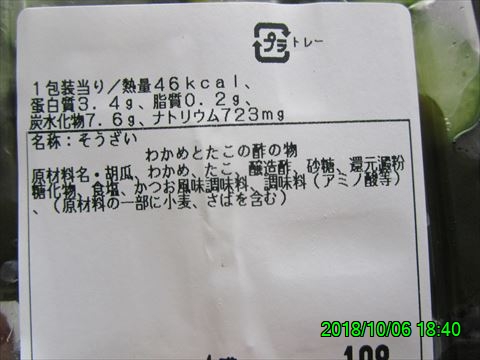 プラ トレー
1包装当り/熱量46kcal、
蛋白質3.4g、脂質0.2g、
炭水化物7.6g、ナトリウム723mg
名称:そうざい
わかめとたこの酢の物
原材料名・胡瓜、わかめ、たこ、醸造酢、砂糖、還元澱粉
糖化物、食塩、かつお風味調味料、調味料(アミノ酸等)
、(原材料の一部に小麦、さばを含む)
2018/10/06 18:40